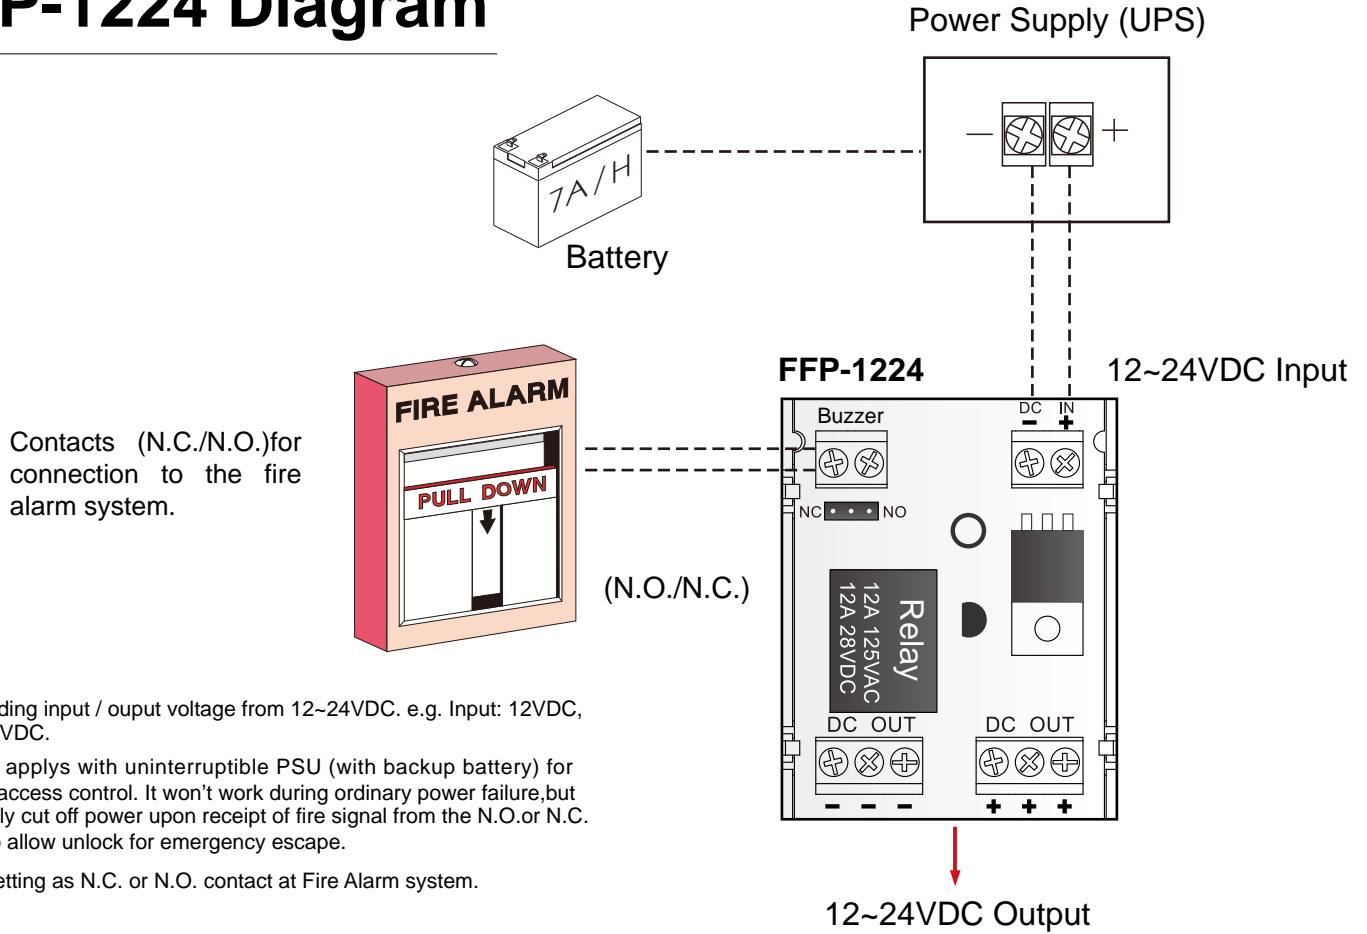 P-1224 Diagram
Power Supply (UPS)
− +
7A/H
Battery
FFP-1224
12~24VDC Input
FIRE ALARM
PULL DOWN
Contacts (N.C./N.O.)for
connection to the fire
alarm system.
(N.O./N.C.)
Buzzer
DC IN
− +
NC NO
Relay
12A 125VAC
12A 28VDC
DC OUT DC OUT
− − − + + +
12~24VDC Output
ding input / ouput voltage from 12~24VDC. e.g. Input: 12VDC,
VDC.
applys with uninterruptible PSU (with backup battery) for
access control. It won’t work during ordinary power failure,but
ly cut off power upon receipt of fire signal from the N.O.or N.C.
o allow unlock for emergency escape.
etting as N.C. or N.O. contact at Fire Alarm system.